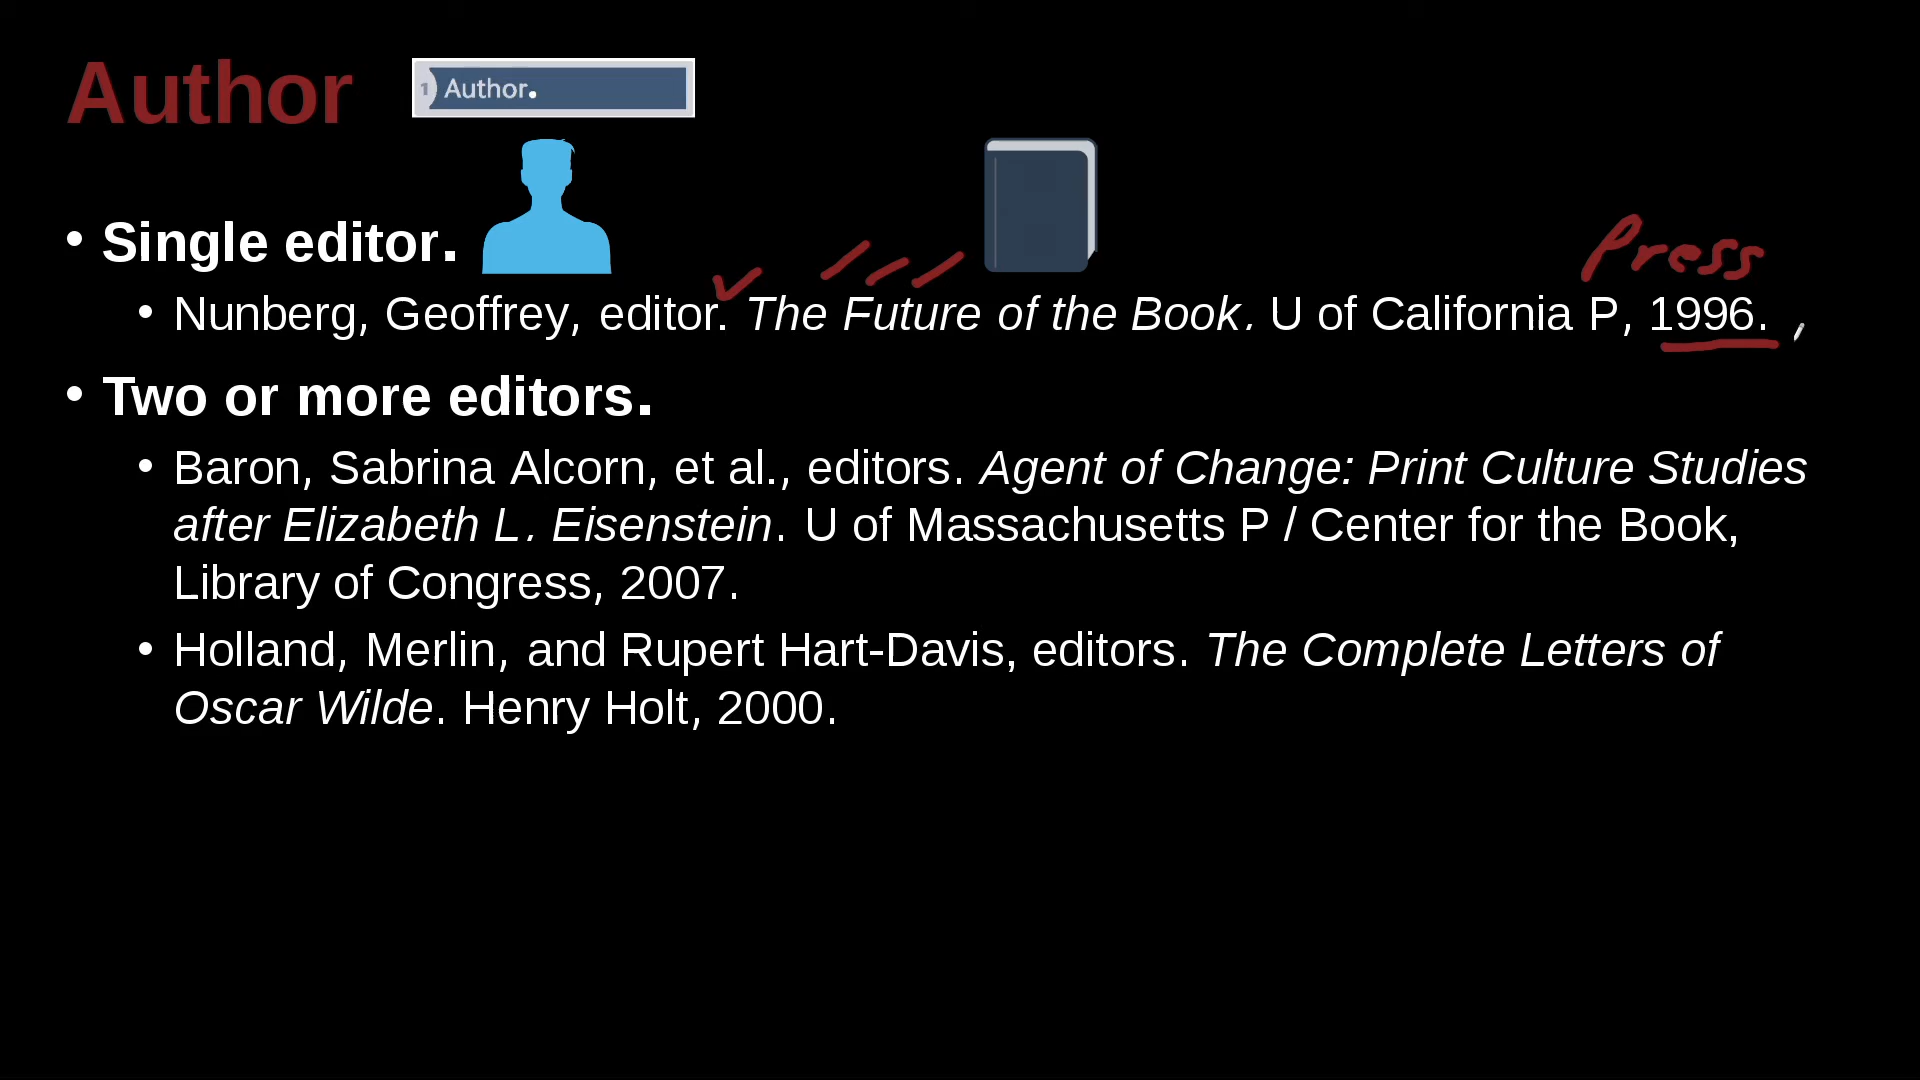 Author
1 Author.
• Single editor.
Press
• Nunberg, Geoffrey, editor. The Future of the Book. U of California P, 1996.
• Two or more editors.
• Baron, Sabrina Alcorn, et al., editors. Agent of Change: Print Culture Studies
after Elizabeth L. Eisenstein. U of Massachusetts P / Center for the Book,
Library of Congress, 2007.
• Holland, Merlin, and Rupert Hart-Davis, editors. The Complete Letters of
Oscar Wilde. Henry Holt, 2000.